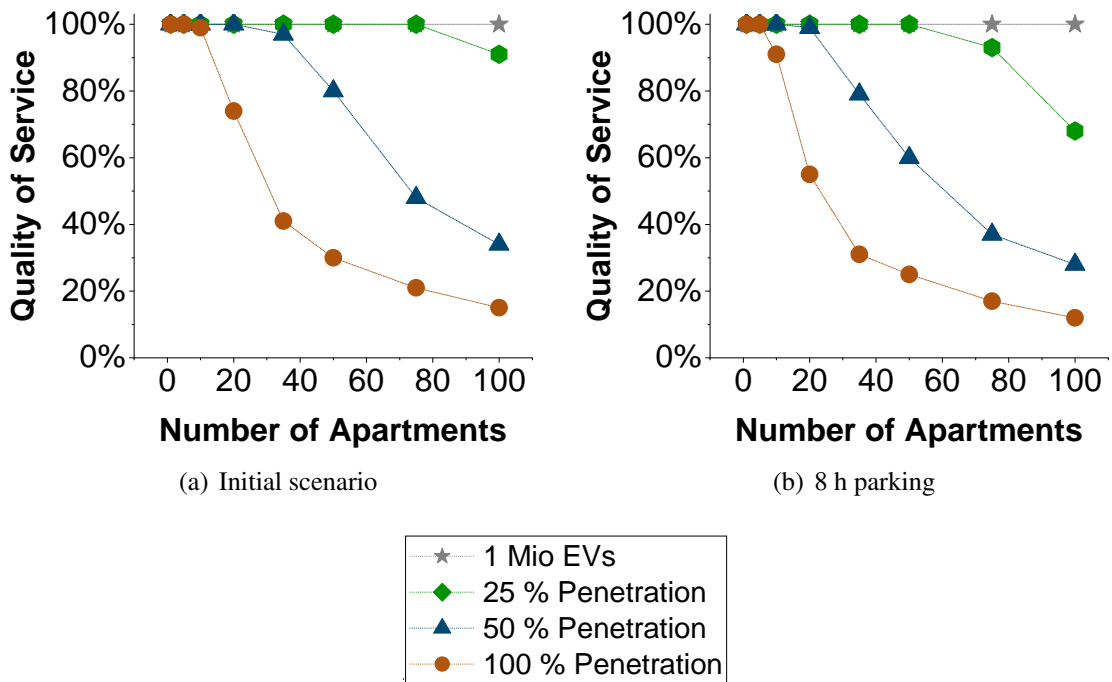 100%
80%
60%
40%
20%
0%
Quality of Service
0 20 40 60 80 100
Number of Apartments
(a) Initial scenario
100%
80%
60%
40%
20%
0%
Quality of Service
0 20 40 60 80 100
Number of Apartments
(b) 8 h parking
1 Mio EVs
25 % Penetration
50 % Penetration
100 % Penetration